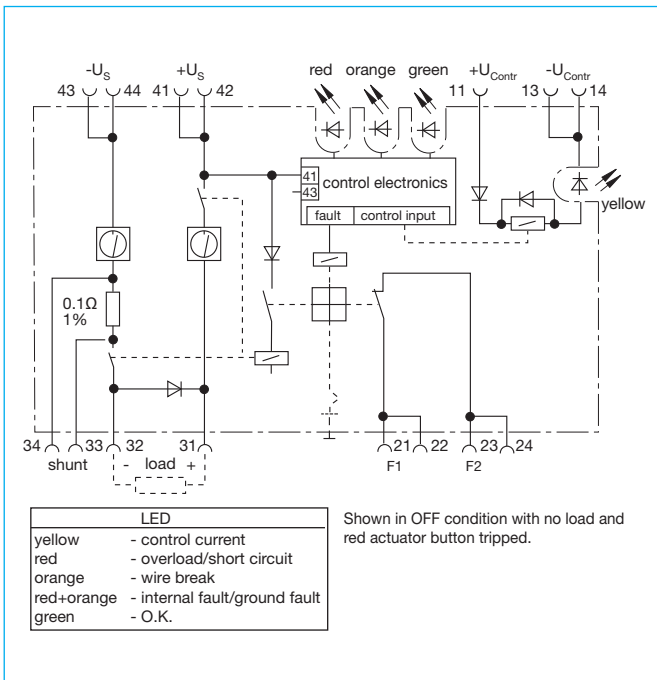 -US +US red orange green +UContr -UContr
43 44 41 42 11 13 14
41
43
control electronics
fault control input
yellow
0.1Ω
1%
34 33 32 31 21 22 23 24
shunt - load + F1 F2
LED
yellow - control current
red - overload/short circuit
orange - wire break
red+orange - internal fault/ground fault
green - O.K.
Shown in OFF condition with no load and
red actuator button tripped.